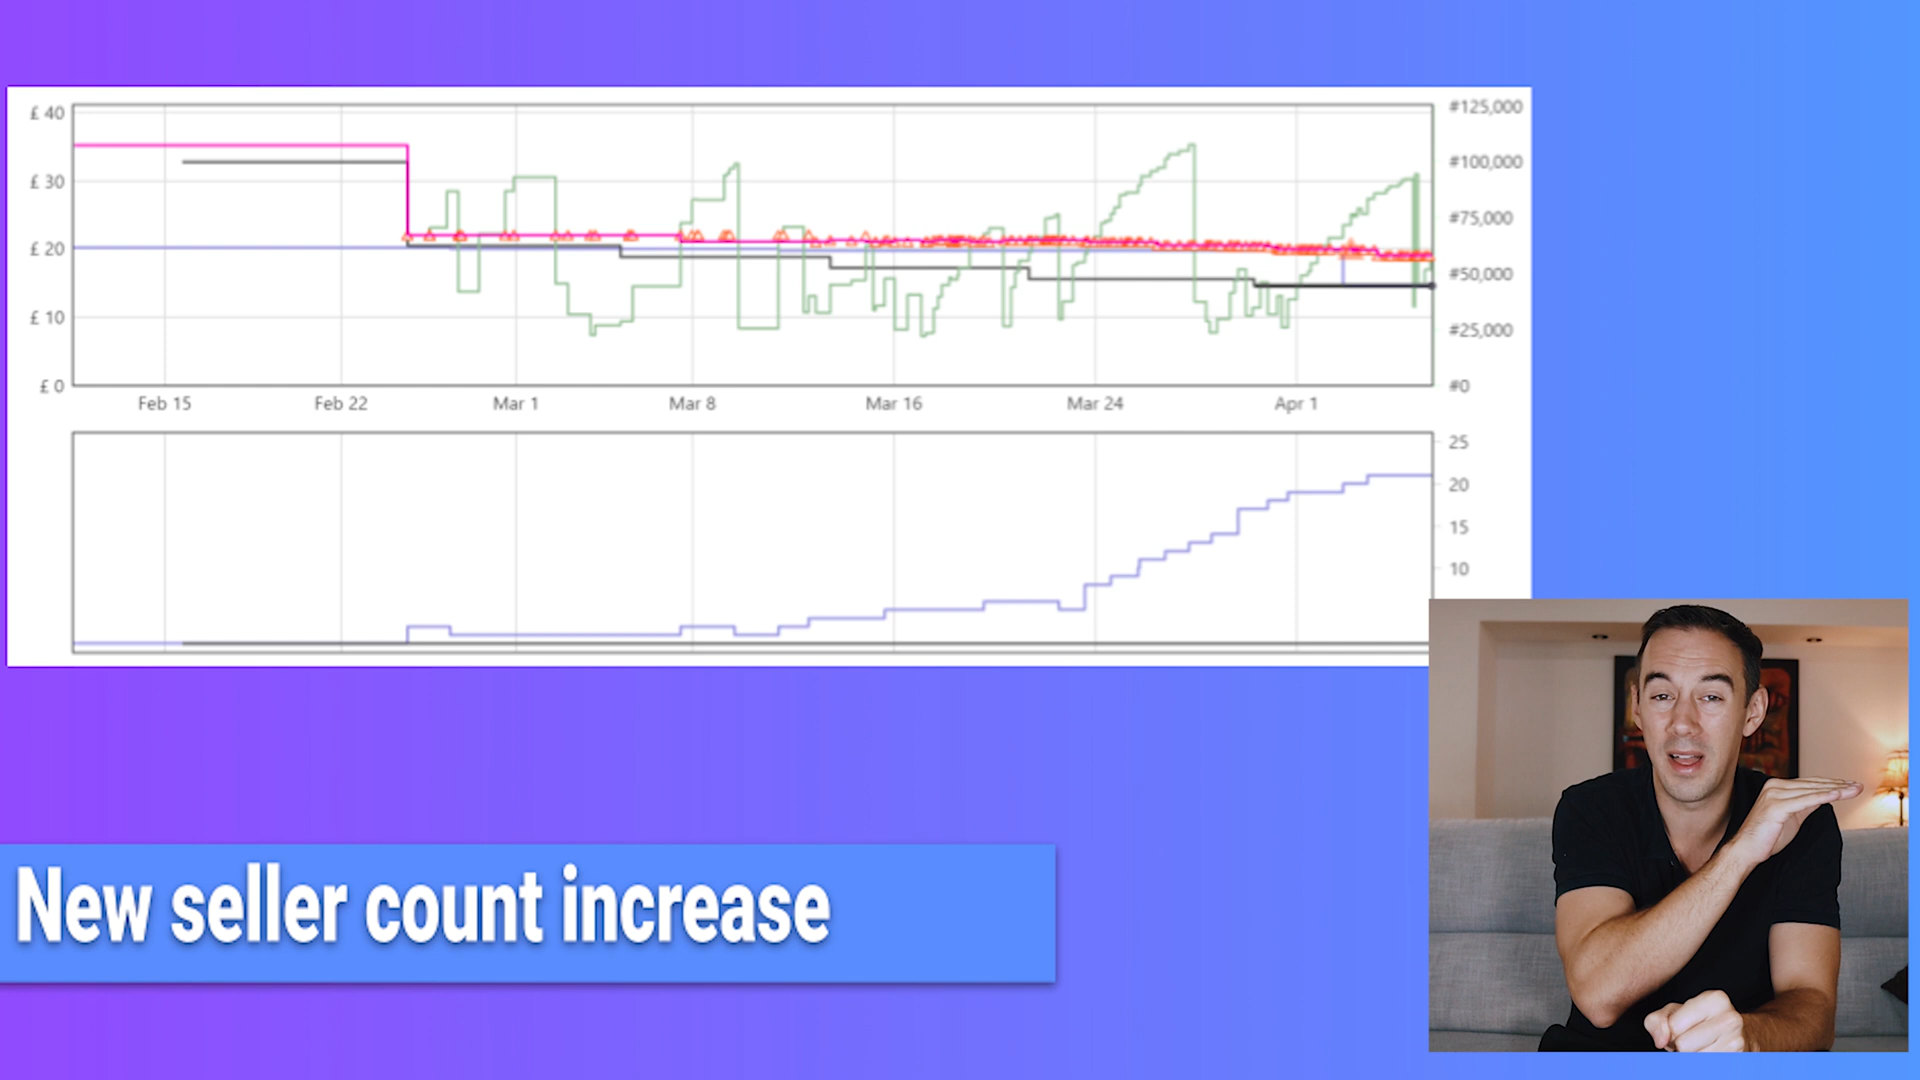 £ 40
£ 30
£ 20
£ 10
£ 0
#125,000
#100,000
#75,000
#50,000
#25,000
#0
Feb 15
Feb 22
Mar 1
Mar 8
Mar 16
Mar 24
Apr 1
25
20
15
10
New seller count increase